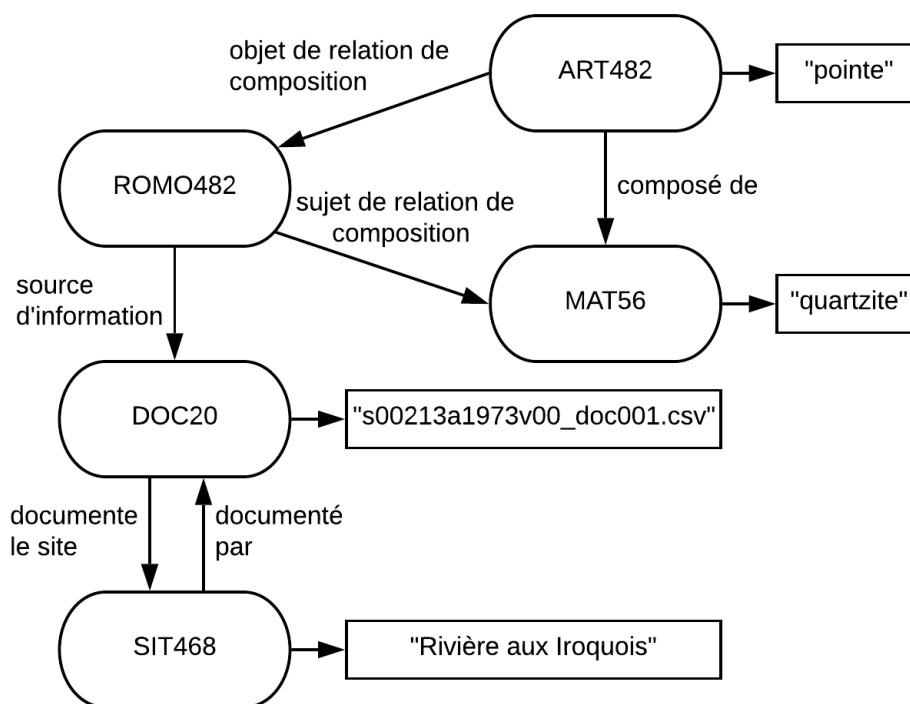 objet de relation de
composition
ART482
"pointe"
ROMO482
sujet de relation de
composition
composé de
source
d'information
MAT56
"quartzite"
DOC20
"s00213a1973v00_doc001.csv"
documente
le site
documenté
par
SIT468
"Rivière aux Iroquois"